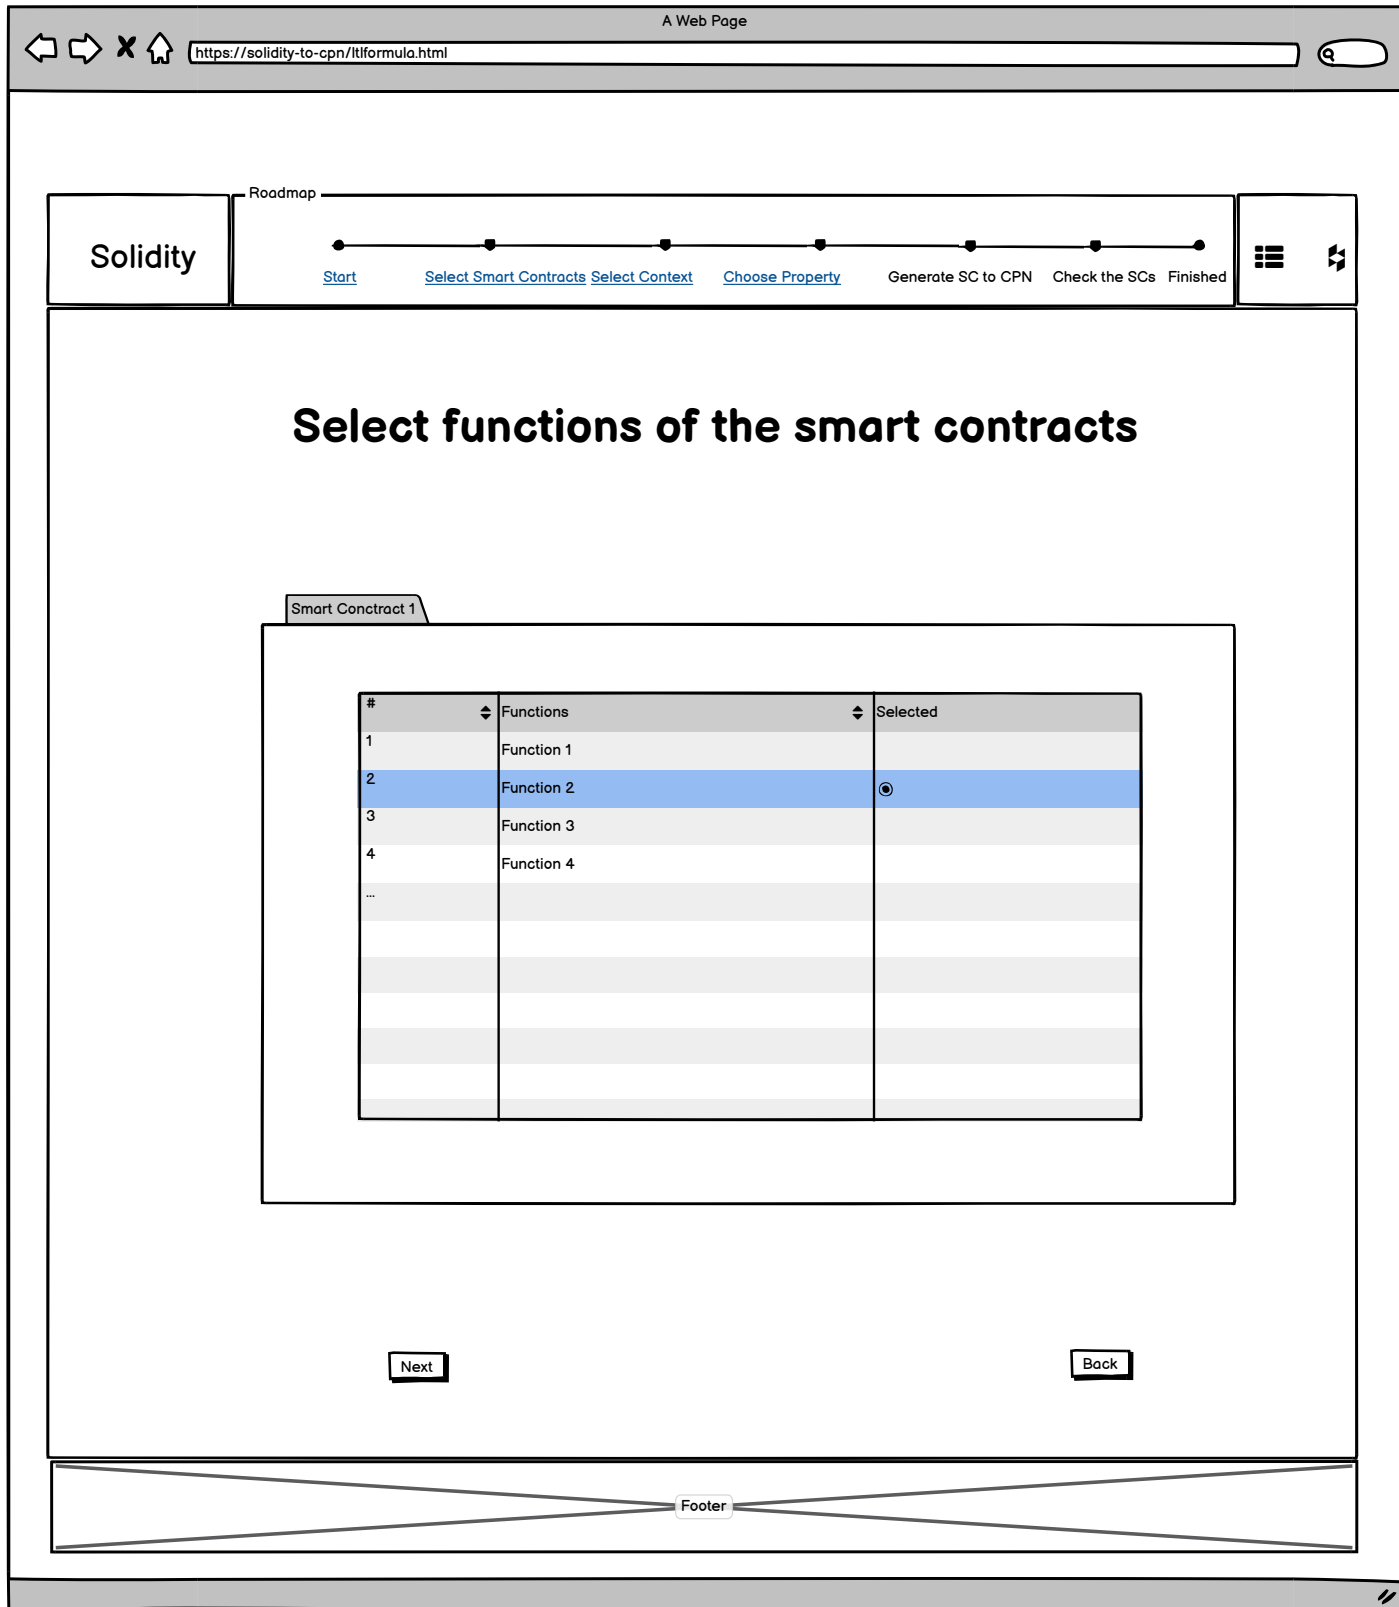 A Web Page
https://solidity-to-cpn/ltlformula.html
Roadmap
Solidity
Start Select Smart Contracts Select Context Choose Property Generate SC to CPN Check the SCs Finished
Select functions of the smart contracts
Smart Conctract 1
# Functions Selected
1 Function 1
2 Function 2
3 Function 3
4 Function 4
...
Next Back
Footer